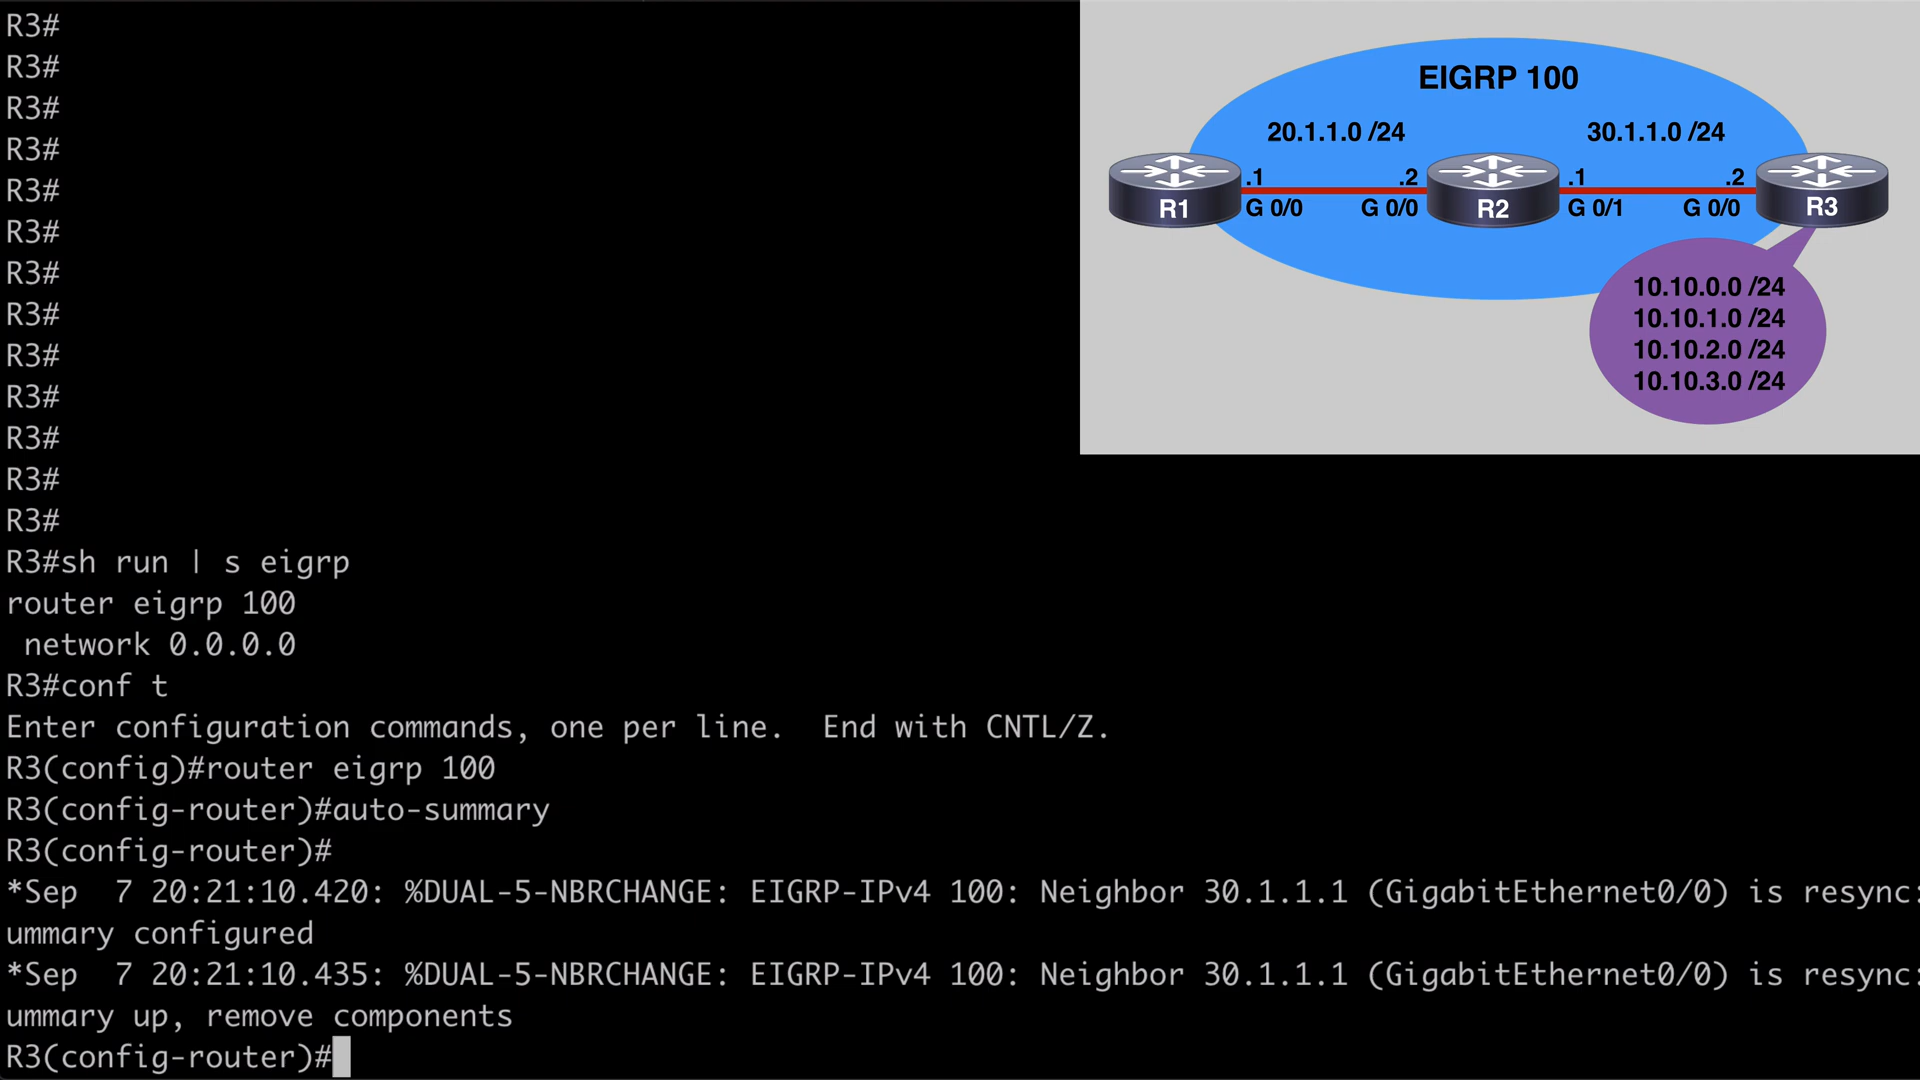 R3#
R3#
R3#
R3#
R3#
R3#
R3#
R3#
R3#
R3#
R3#
R3#
R3#
R3#sh run | s eigrp
router eigrp 100
 network 0.0.0.0
R3#conf t
Enter configuration commands, one per line.  End with CNTL/Z.
R3(config)#router eigrp 100
R3(config-router)#auto-summary
R3(config-router)#
*Sep  7 20:21:10.420: %DUAL-5-NBRCHANGE: EIGRP-IPv4 100: Neighbor 30.1.1.1 (GigabitEthernet0/0) is resync:
ummary configured
*Sep  7 20:21:10.435: %DUAL-5-NBRCHANGE: EIGRP-IPv4 100: Neighbor 30.1.1.1 (GigabitEthernet0/0) is resync:
ummary up, remove components
R3(config-router)#
EIGRP 100
20.1.1.0 /24 30.1.1.0 /24
.1 .2 .1 .2
R1 G 0/0 G 0/0 R2 G 0/1 G 0/0 R3
10.10.0.0 /24
10.10.1.0 /24
10.10.2.0 /24
10.10.3.0 /24